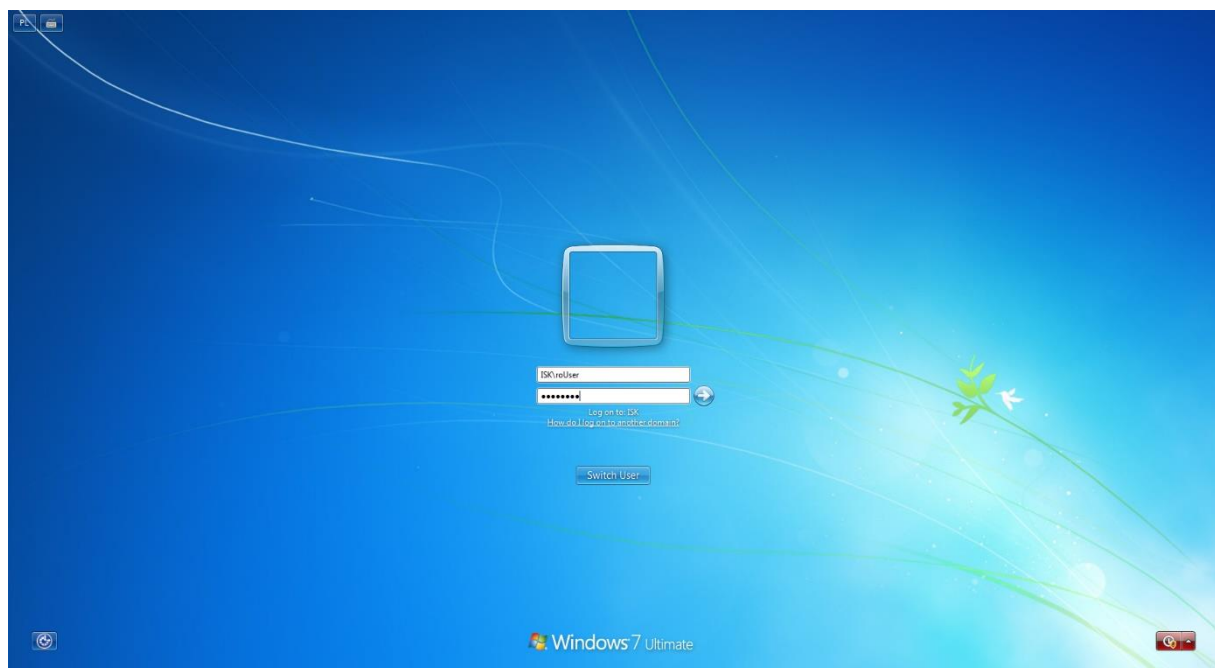 PL
ISK\roUser
••••••••
Log on to: ISK
How do I log on to another domain?
Switch User
Windows 7 Ultimate